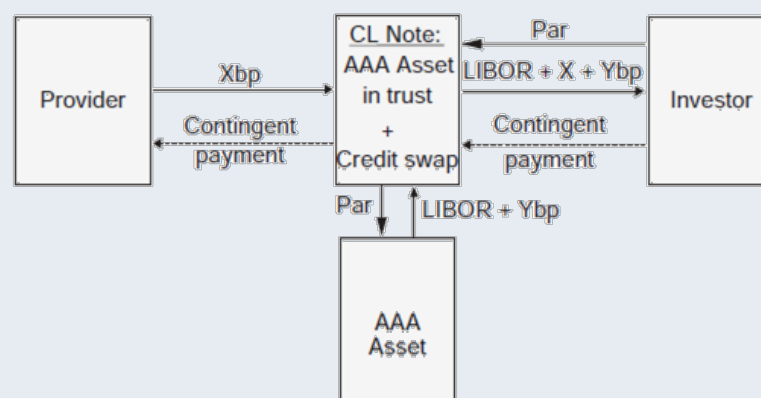 Provider
Xbp
Contingent
payment
CL Note:
AAA Asset
in trust
+
Credit swap
Par
LIBOR + X + Ybp
Contingent
payment
Investor
Par
LIBOR + Ybp
AAA
Asset